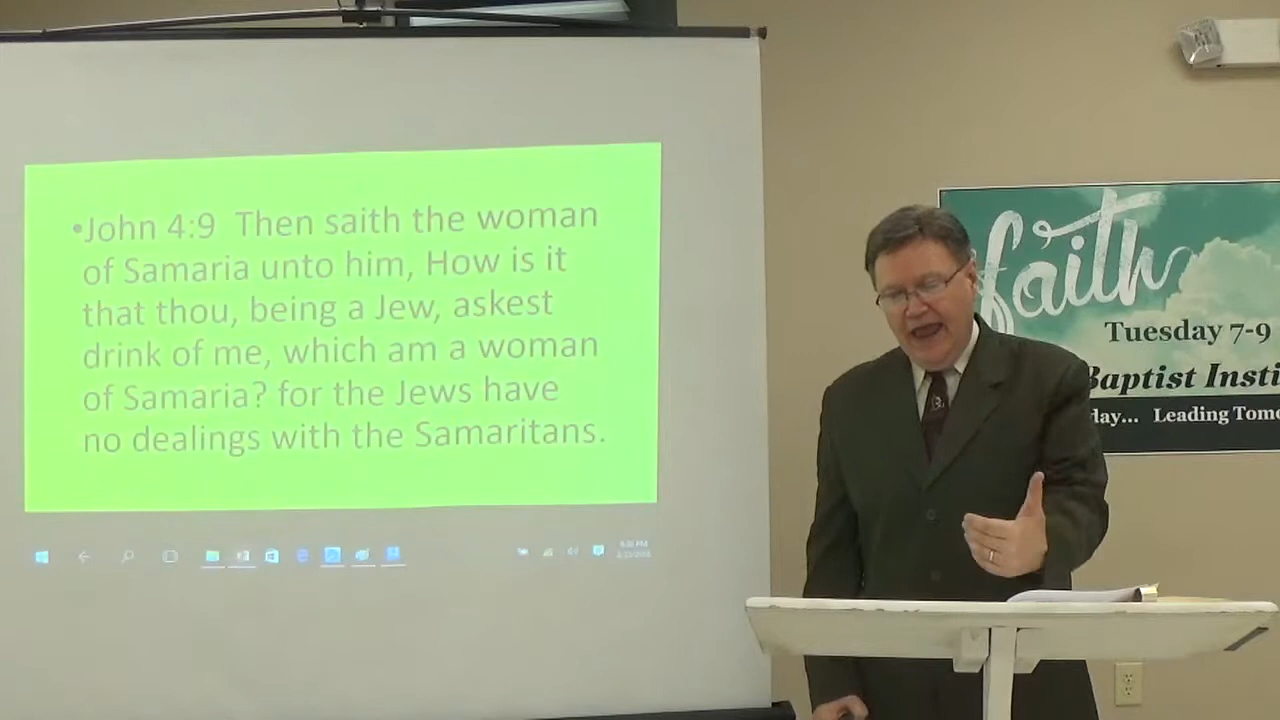 •John 4:9 Then saith the woman
of Samaria unto him, How is it
that thou, being a Jew, askest
drink of me, which am a woman
of Samaria? for the Jews have
no dealings with the Samaritans.
faith
Tuesday 7-9
Baptist Insti
day... Leading Tomo